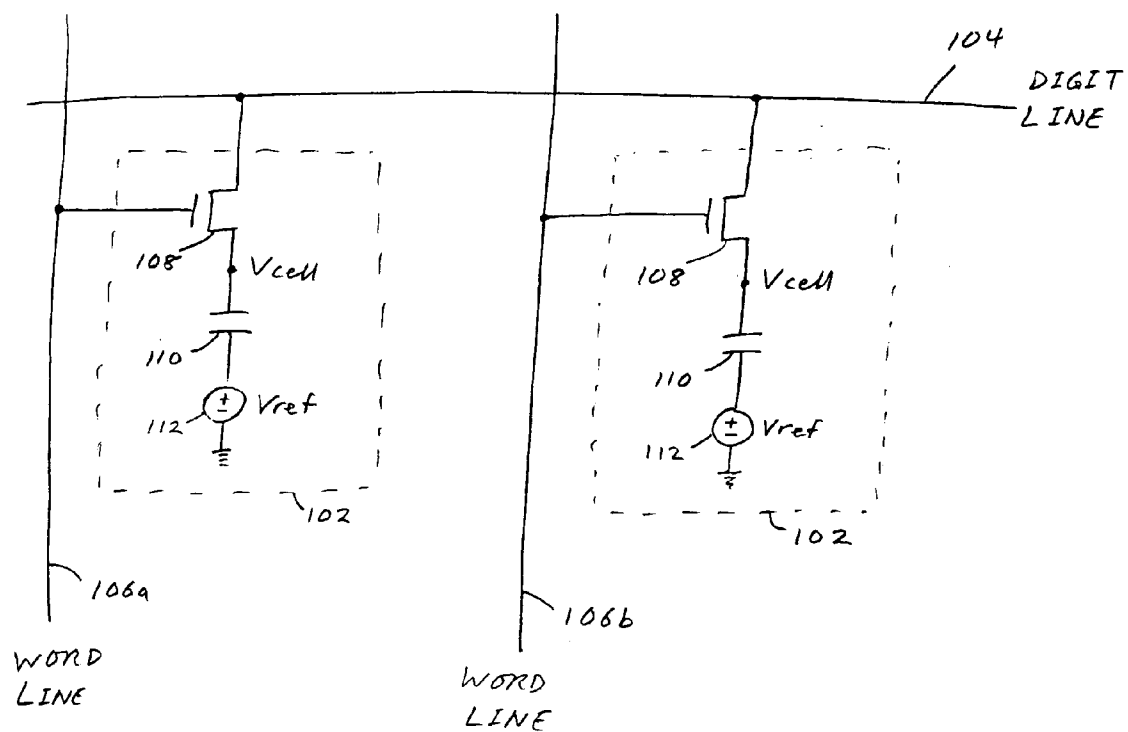 104
DIGIT
LINE
108
Vcell
110
112
+
-
Vref
102
108
Vcell
110
112
+
-
Vref
102
106a
106b
WORD
LINE
WORD
LINE